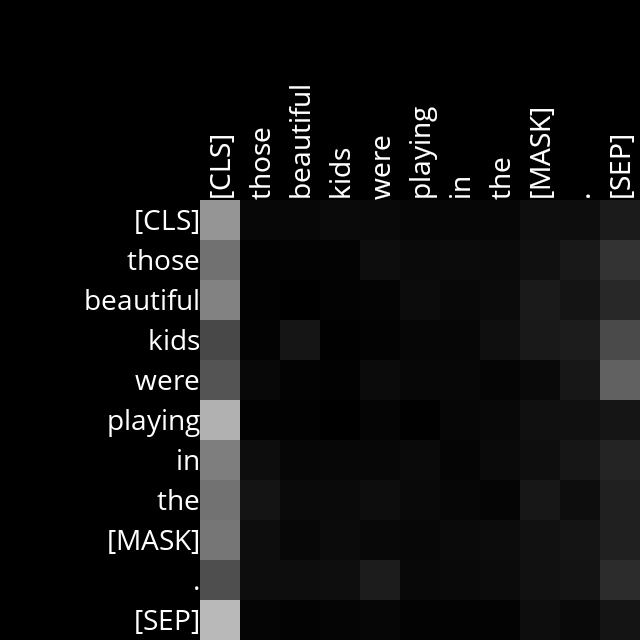 [CLS] those beautiful kids were playing in the [MASK] . [SEP]
[CLS]
those
beautiful
kids
were
playing
in
the
[MASK]
.
[SEP]